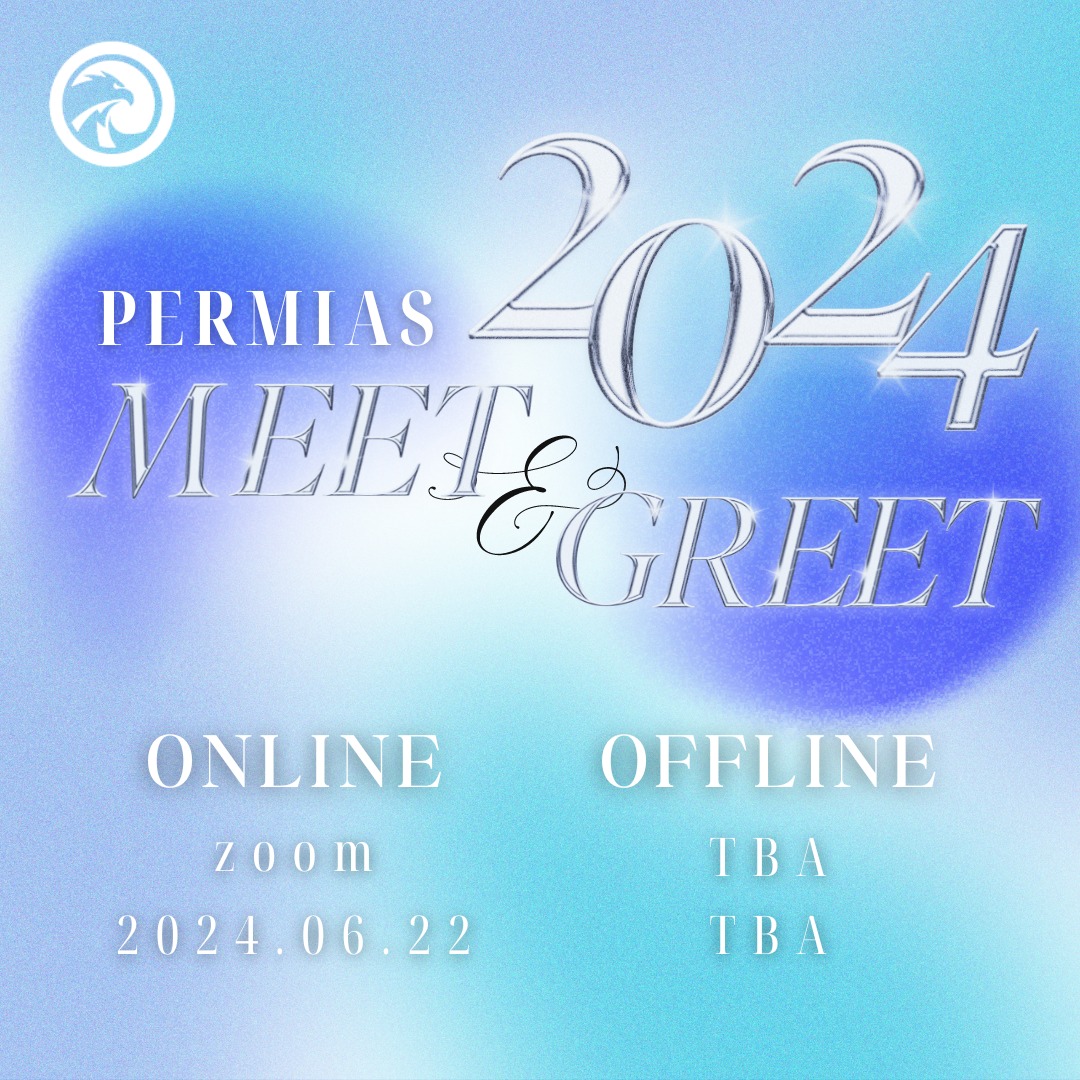 2024
PERMIAS
MEET
&
GREET
ONLINE
zoom
2024.06.22
OFFLINE
TBA
TBA